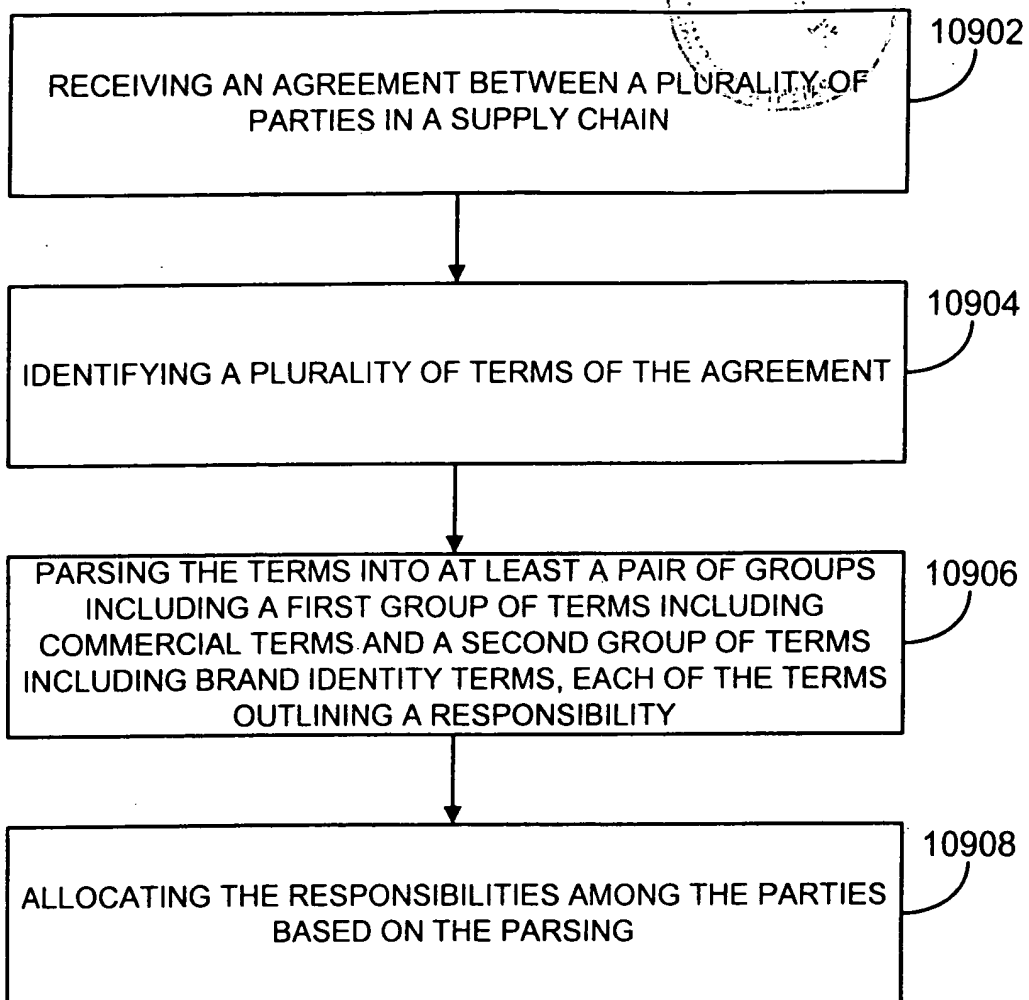 10902
RECEIVING AN AGREEMENT BETWEEN A PLURALITY OF
PARTIES IN A SUPPLY CHAIN
10904
IDENTIFYING A PLURALITY OF TERMS OF THE AGREEMENT
10906
PARSING THE TERMS INTO AT LEAST A PAIR OF GROUPS
INCLUDING A FIRST GROUP OF TERMS INCLUDING
COMMERCIAL TERMS AND A SECOND GROUP OF TERMS
INCLUDING BRAND IDENTITY TERMS, EACH OF THE TERMS
OUTLINING A RESPONSIBILITY
10908
ALLOCATING THE RESPONSIBILITIES AMONG THE PARTIES
BASED ON THE PARSING